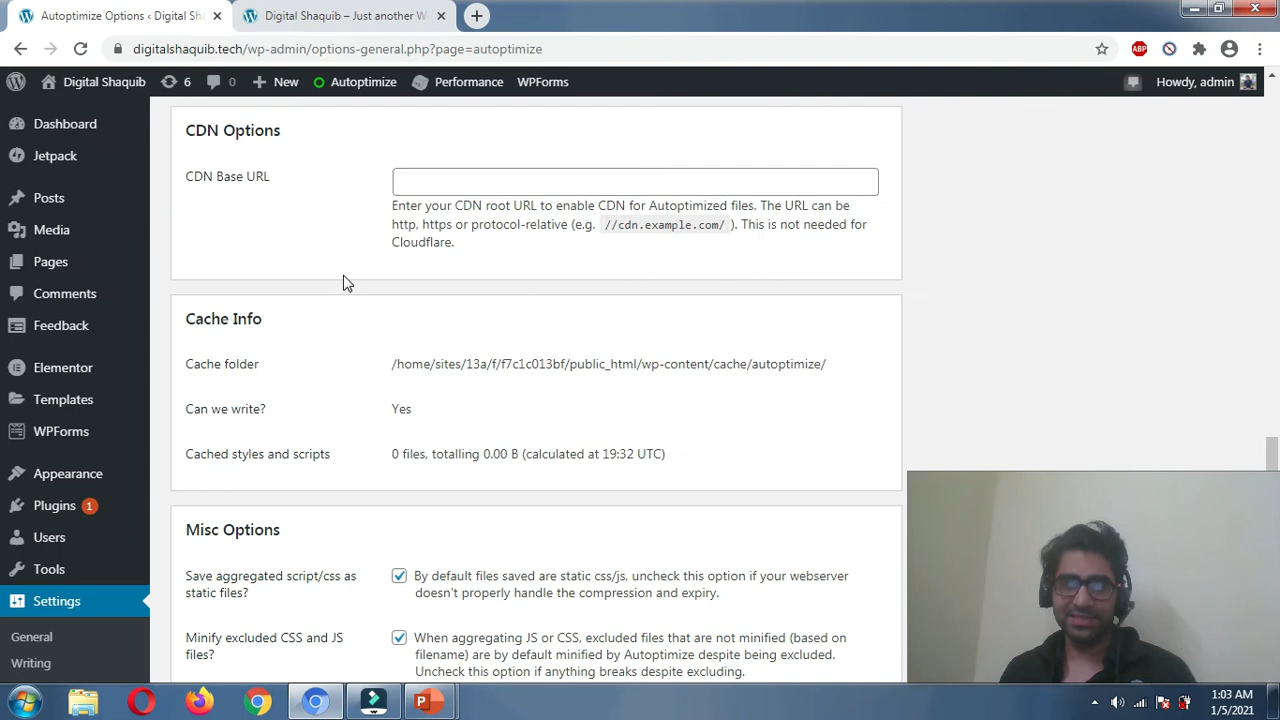 Autoptimize Options ‹ Digital Sha
Digital Shaquib – Just another W
digitalshaquib.tech/wp-admin/options-general.php?page=autoptimize
ABP
Digital Shaquib
6
0
New
Autoptimize
Performance
WPForms
Howdy, admin
Dashboard
Jetpack
Posts
Media
Pages
Comments
Feedback
Elementor
Templates
WPForms
Appearance
Plugins 1
Users
Tools
Settings
General
Writing
CDN Options
CDN Base URL
Enter your CDN root URL to enable CDN for Autoptimized files. The URL can be
http, https or protocol-relative (e.g. //cdn.example.com/ ). This is not needed for
Cloudflare.
Cache Info
Cache folder
/home/sites/13a/f/f7c1c013bf/public_html/wp-content/cache/autoptimize/
Can we write?
Yes
Cached styles and scripts
0 files, totalling 0.00 B (calculated at 19:32 UTC)
Misc Options
Save aggregated script/css as
static files?
By default files saved are static css/js, uncheck this option if your webserver
doesn't properly handle the compression and expiry.
Minify excluded CSS and JS
files?
When aggregating JS or CSS, excluded files that are not minified (based on
filename) are by default minified by Autoptimize despite being excluded.
Uncheck this option if anything breaks despite excluding.
1:03 AM
1/5/2021